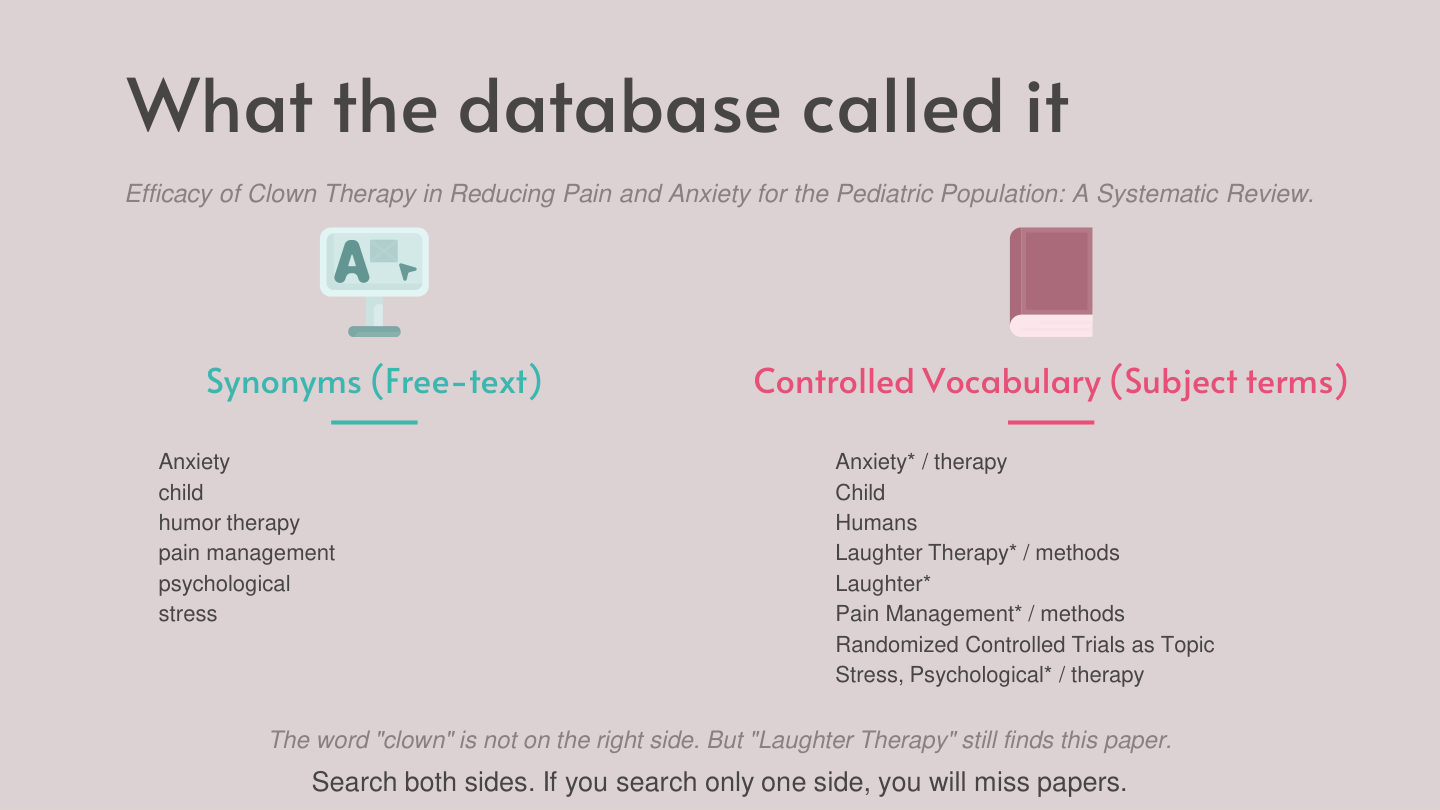 What the database called it
Efficacy of Clown Therapy in Reducing Pain and Anxiety for the Pediatric Population: A Systematic Review.
A
Synonyms (Free-text)
Anxiety
child
humor therapy
pain management
psychological
stress
Controlled Vocabulary (Subject terms)
Anxiety* / therapy
Child
Humans
Laughter Therapy* / methods
Laughter*
Pain Management* / methods
Randomized Controlled Trials as Topic
Stress, Psychological* / therapy
The word "clown" is not on the right side. But "Laughter Therapy" still finds this paper.
Search both sides. If you search only one side, you will miss papers.